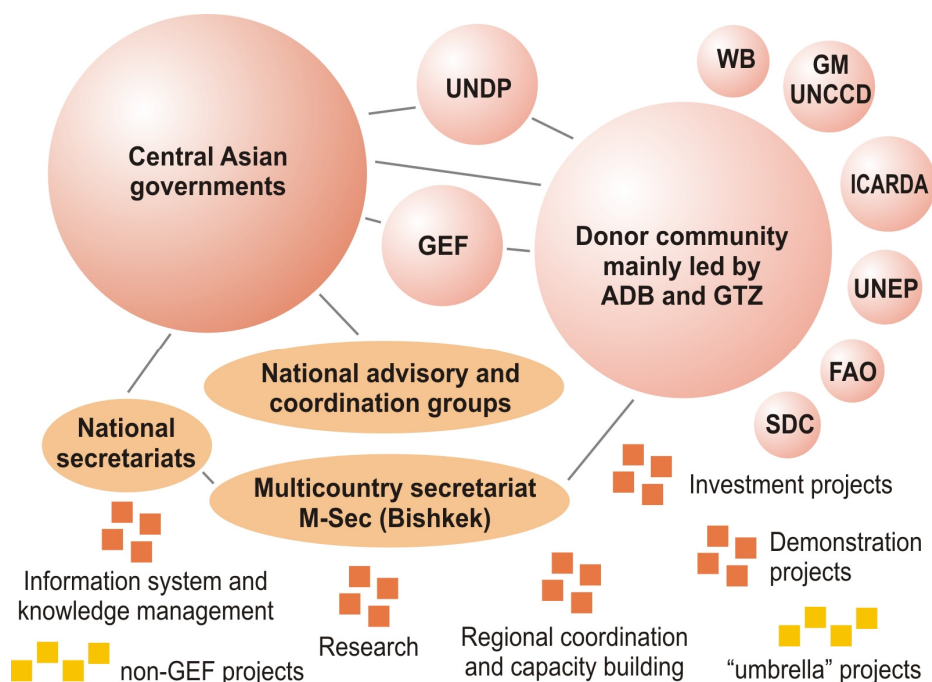 WB
GM
UNCCD
UNDP
Central Asian
governments
ICARDA
GEF
Donor community
mainly led by
ADB and GTZ
UNEP
FAO
National advisory and
coordination groups
SDC
National
secretariats
Multicountry secretariat
M-Sec (Bishkek)
Investment projects
Demonstration
projects
Information system and
knowledge management
Research
Regional coordination
and capacity building
non-GEF projects
“umbrella” projects